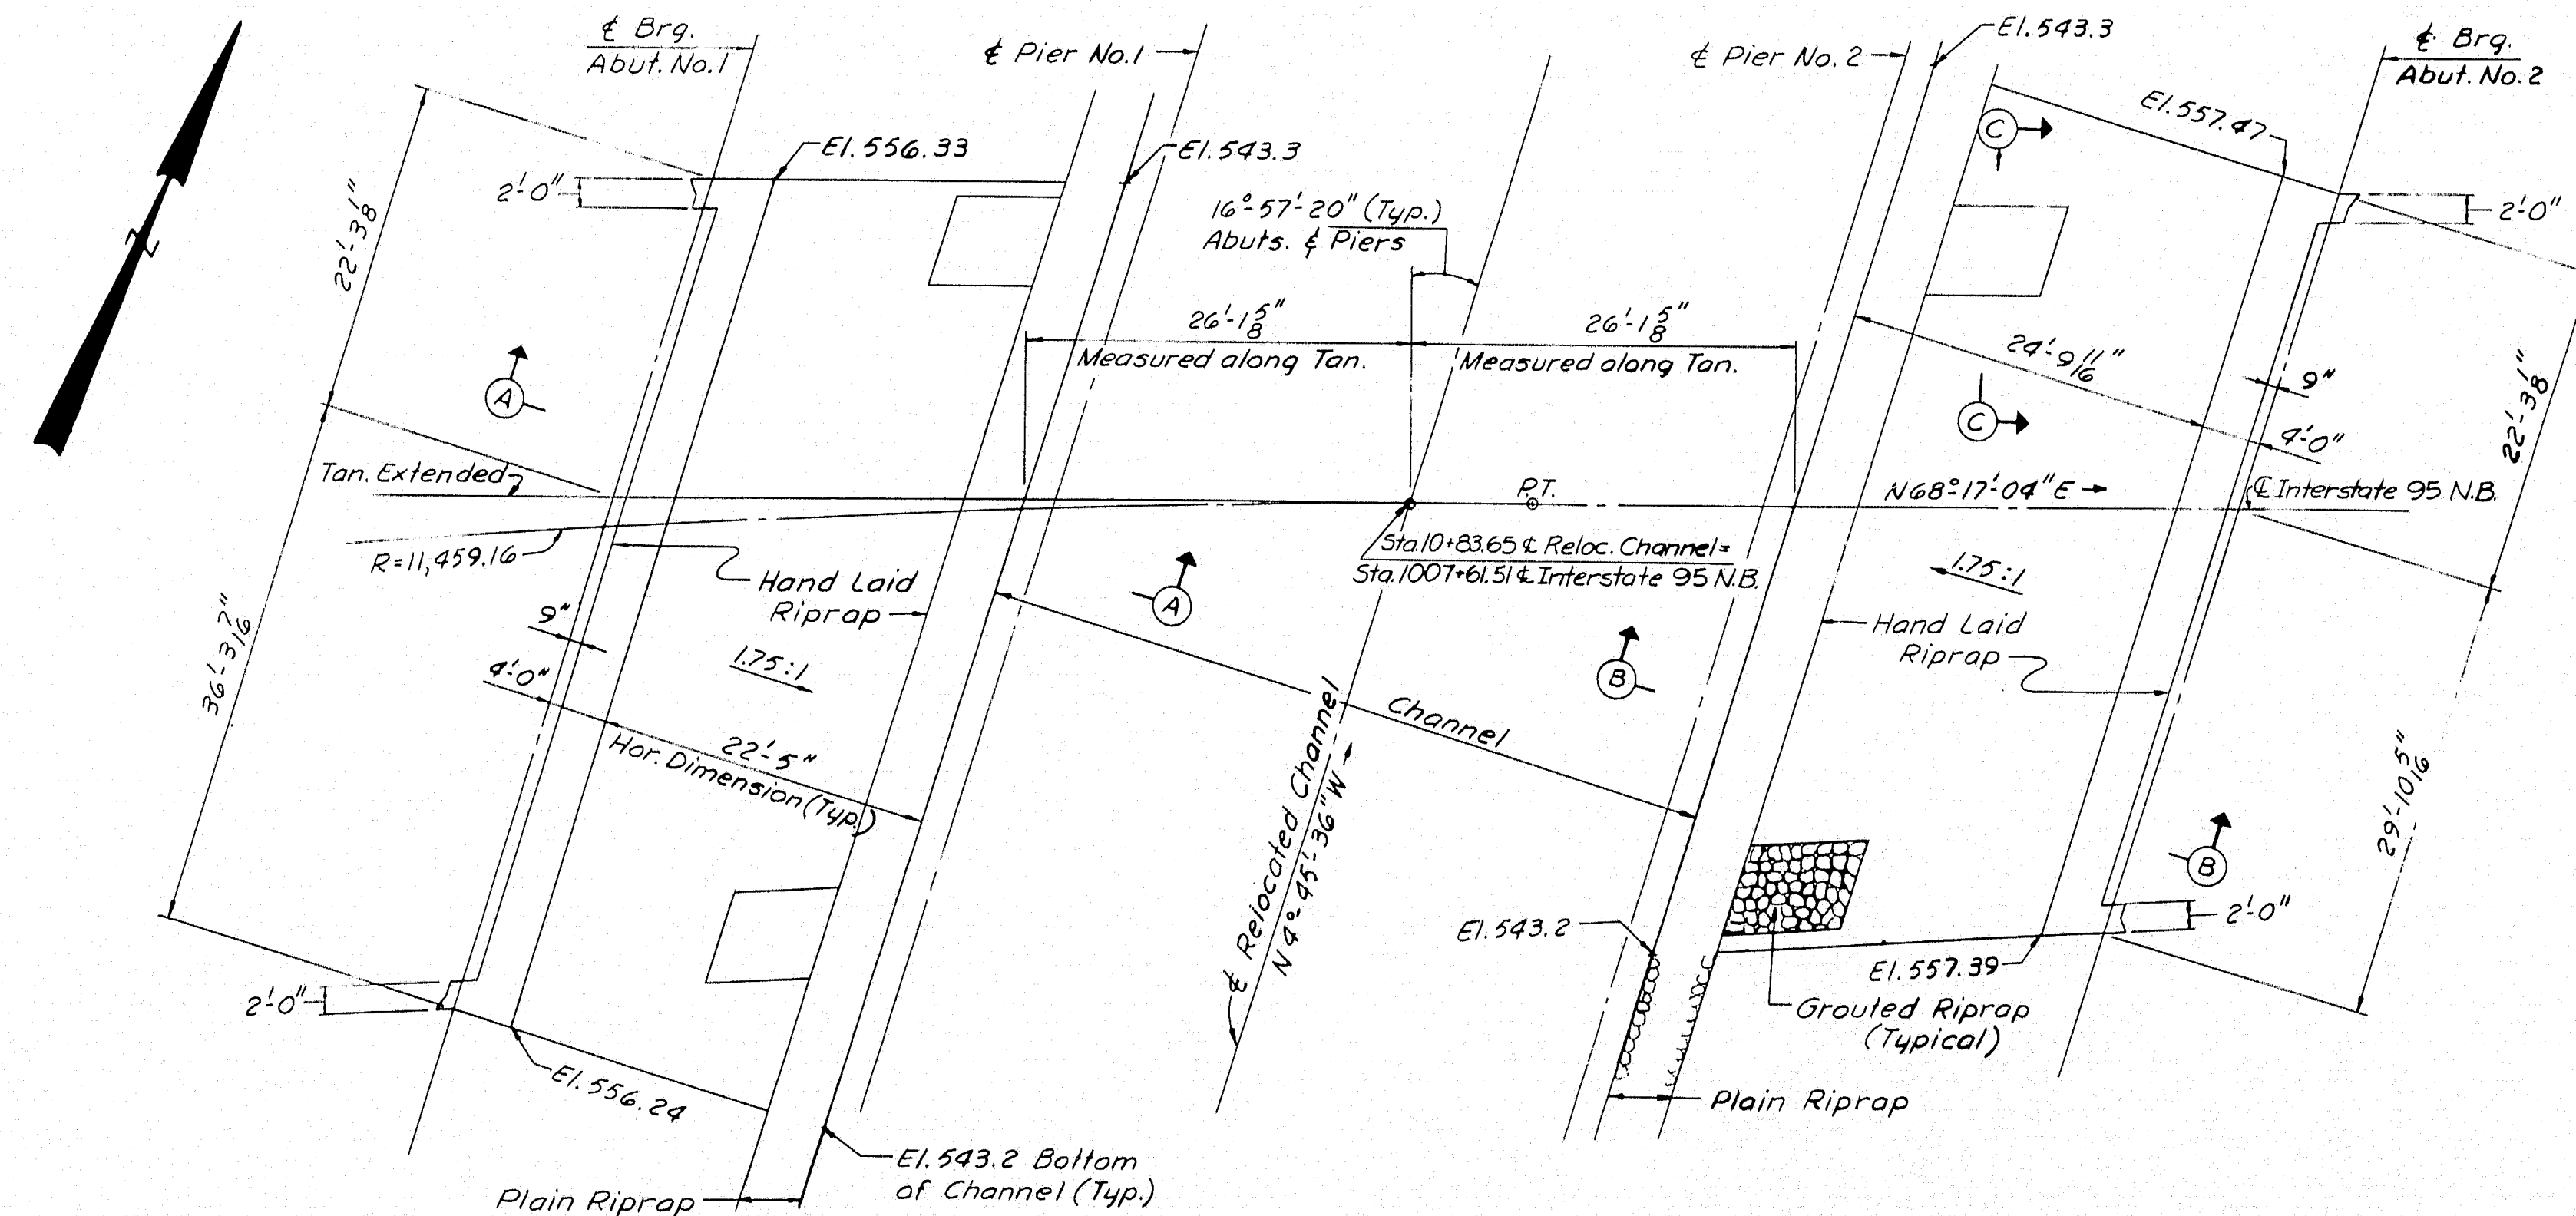 ℄ Brg.
Abut. No. 1
℄ Pier No. 1
℄ Pier No. 2
El. 543.3
℄ Brg.
Abut. No. 2
El. 556.33
El. 543.3
C
El. 557.47
2'-0"
2'-0"
16°-57'-20" (Typ.)
Abuts. & Piers
22'-3 1/8"
N
26'-1 5/8"
Measured along Tan.
26'-1 5/8"
Measured along Tan.
24'-9 11/16"
9"
4'-0"
22'-3 1/8"
A
C
Tan. Extended
P.T.
N 68°-17'-04" E
℄ Interstate 95 N.B.
R=11,459.16
Sta. 10+83.65 ℄ Reloc. Channel=
Sta. 1007+61.51 ℄ Interstate 95 N.B.
Hand Laid
Riprap
A
1.75:1
Hand Laid
Riprap
36'-3 7/16"
9"
4'-0"
1.75:1
B
22'-5"
Hor. Dimension (Typ.)
Channel
℄ Relocated Channel
N 4°-45'-36" W
29'-10 5/16"
B
El. 543.2
2'-0"
El. 557.39
2'-0"
Grouted Riprap
(Typical)
El. 556.24
Plain Riprap
El. 543.2 Bottom
of Channel (Typ.)
Plain Riprap